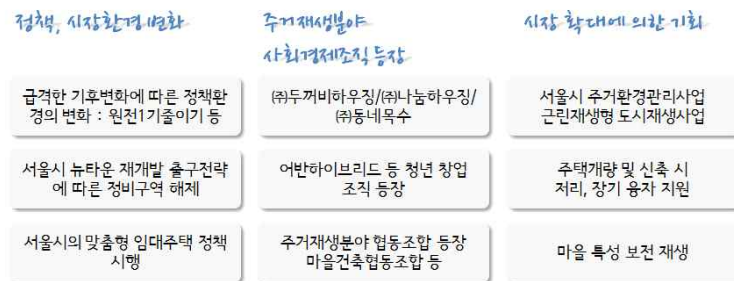 정책, 시장환경 변화
급격한 기후변화에 따른 정책환
경의 변화 : 원전1기줄이기 등
서울시 뉴타운 재개발 출구전략
에 따른 정비구역 해제
서울시의 맞춤형 임대주택 정책
시행
주거재생분야
사회경제조직 등장
㈜두꺼비하우징/㈜나눔하우징/
㈜동네목수
어반하이브리드 등 청년 창업
조직 등장
주거재생분야 협동조합 등장
마을건축협동조합 등
시장 확대에 의한 기회
서울시 주거환경관리사업
근린재생형 도시재생사업
주택개량 및 신축 시
저리, 장기 융자 지원
마을 특성 보전 재생